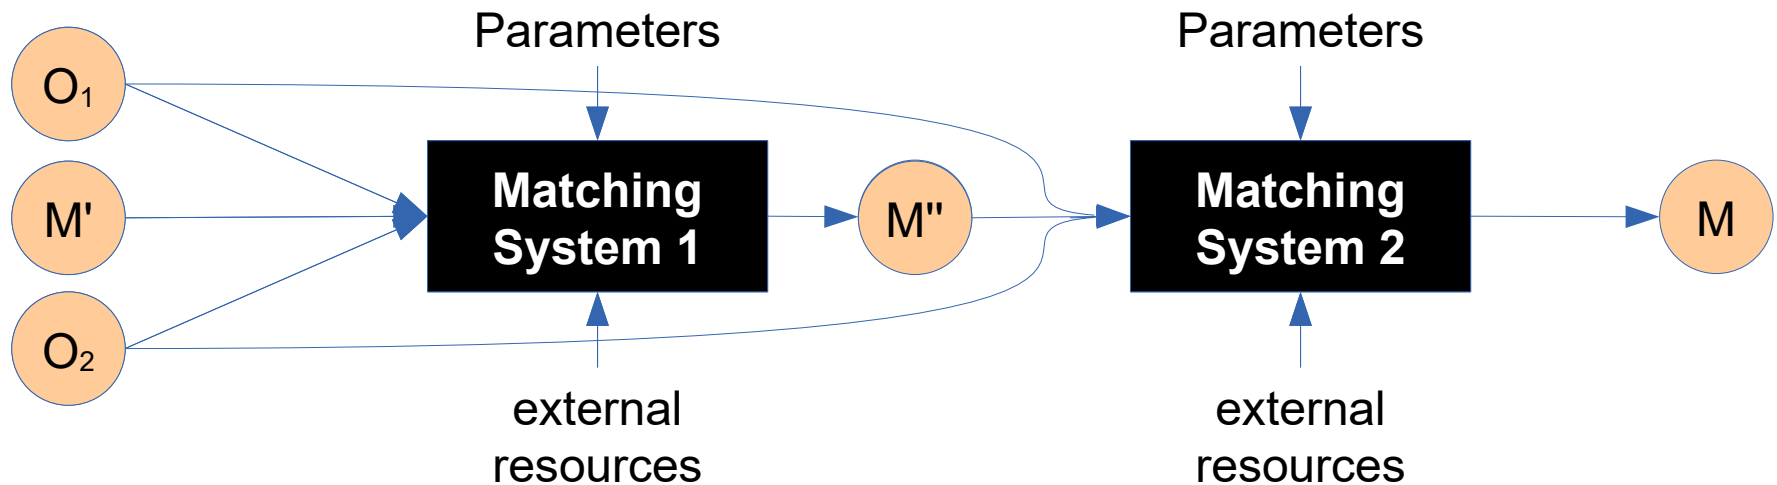 Parameters
Parameters
O₁
M'
O₂
Matching
System 1
M"
Matching
System 2
M
external
resources
external
resources